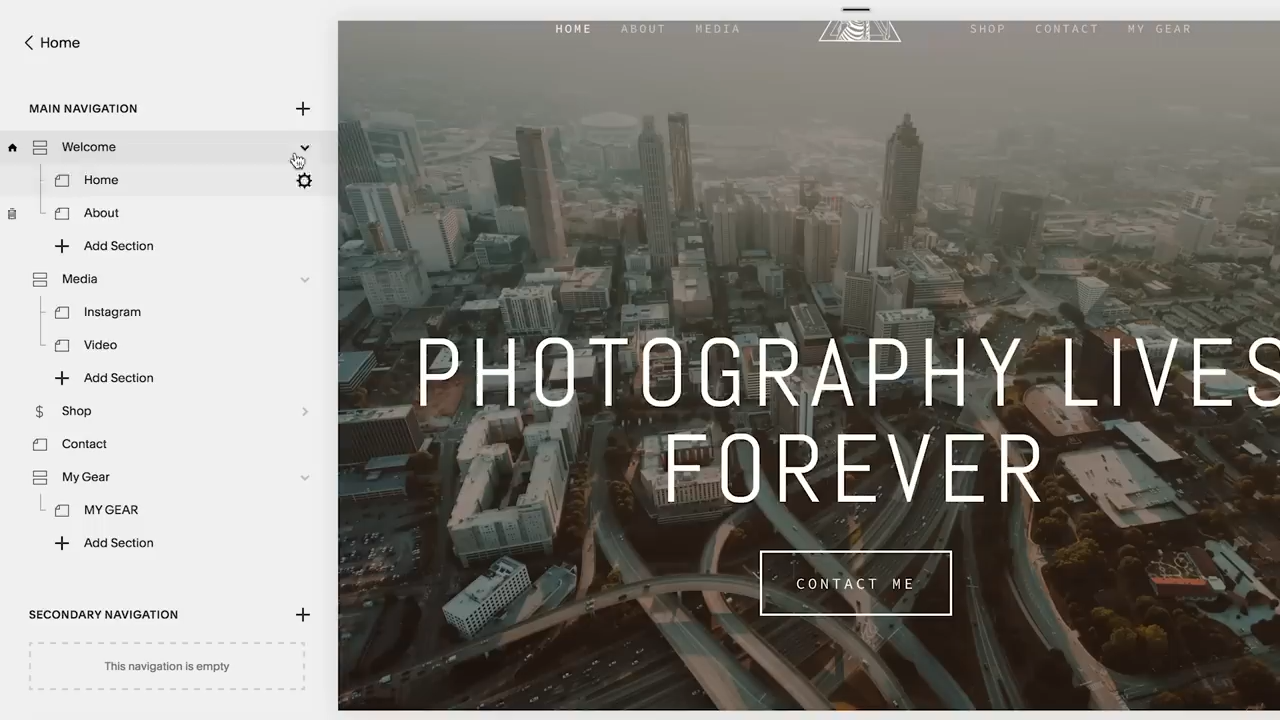 Home
MAIN NAVIGATION
Welcome
Home
About
Add Section
Media
Instagram
Video
Add Section
$ Shop
Contact
My Gear
MY GEAR
Add Section
SECONDARY NAVIGATION
This navigation is empty
HOME ABOUT MEDIA SHOP CONTACT MY GEAR
PHOTOGRAPHY LIVES
FOREVER
CONTACT ME